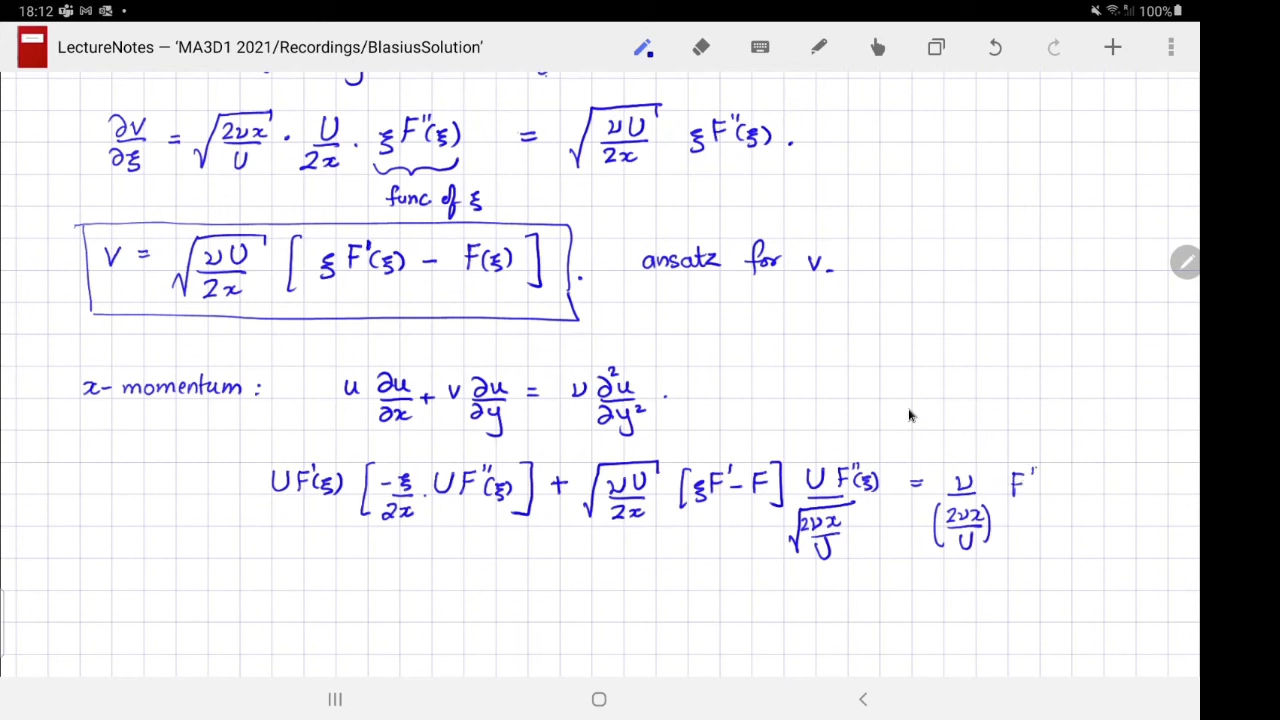 18:12 100%
LectureNotes — ‘MA3D1 2021/Recordings/BlasiusSolution’
∂v/∂ξ = √(2νx/U) · U/2x · ξF''(ξ) = √(νU/2x) ξF''(ξ).
func of ξ
v = √(νU/2x) [ξF'(ξ) − F(ξ)]. ansatz for v.
x-momentum: u ∂u/∂x + v ∂u/∂y = ν ∂²u/∂y².
UF'(ξ) [−ξ/2x · UF''(ξ)] + √(νU/2x) [ξF' − F] U F''(ξ)/√(2νx/U) = ν/(2νx/U) F''